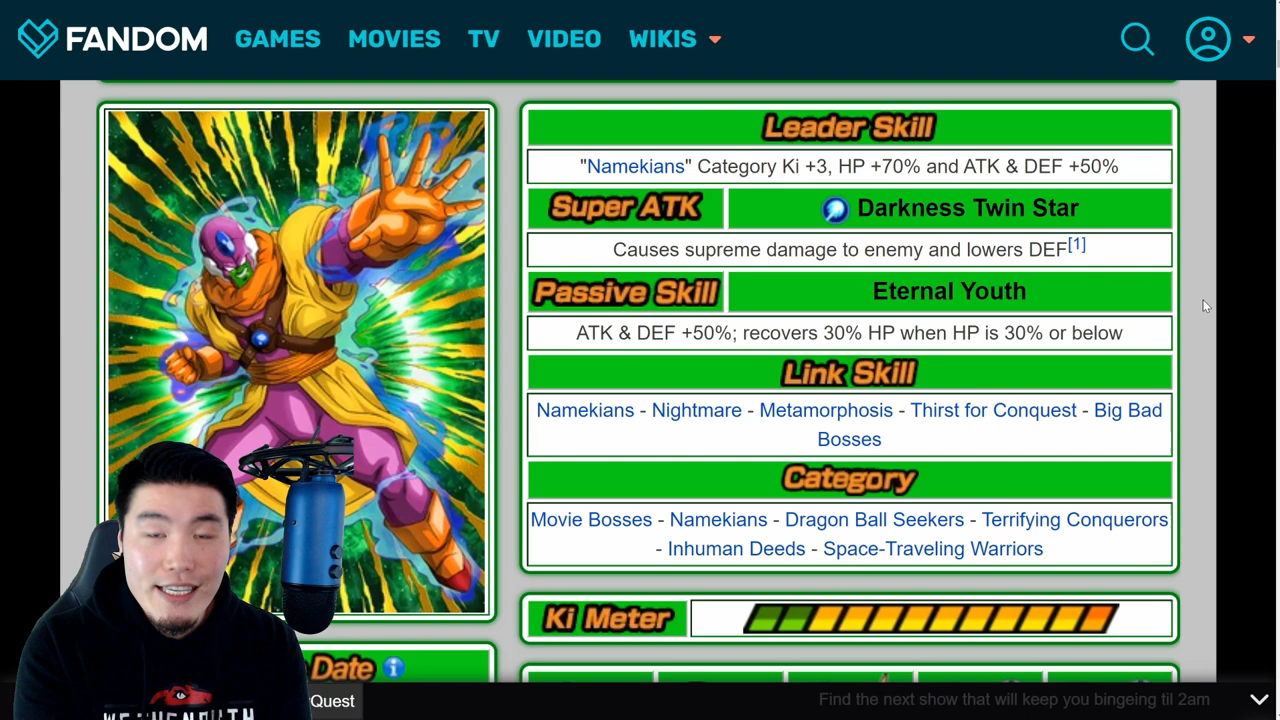 FANDOM GAMES MOVIES TV VIDEO WIKIS
Leader Skill
"Namekians" Category Ki +3, HP +70% and ATK & DEF +50%
Super ATK Darkness Twin Star
Causes supreme damage to enemy and lowers DEF[1]
Passive Skill Eternal Youth
ATK & DEF +50%; recovers 30% HP when HP is 30% or below
Link Skill
Namekians - Nightmare - Metamorphosis - Thirst for Conquest - Big Bad
Bosses
Category
Movie Bosses - Namekians - Dragon Ball Seekers - Terrifying Conquerors
- Inhuman Deeds - Space-Traveling Warriors
Ki Meter
Date
Quest
Find the next show that will keep you bingeing til 2am